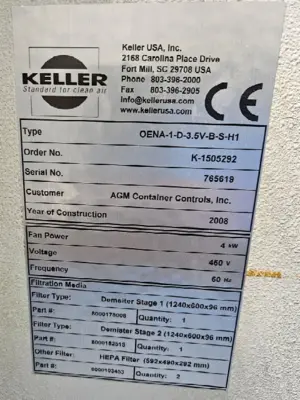 KELLER
Standard for clean air
Keller USA, Inc.
2168 Carolina Place Drive
Fort Mill, SC 29708 USA
Phone 803-396-2000
Fax 803-396-2905
Info@kellerusa.com
kellerusa.com
CE
Type OENA-1-D-3.5V-B-S-H1
Order No. K-1505292
Serial No. 765619
Customer AGM Container Controls, Inc.
Year of Construction 2008
Fan Power 4 kW
Voltage 460 V
Frequency 60 Hz
Filtration Media
Filter Type: Demister Stage 1 (1240x600x96 mm)
Part #: Quantity: 1
Filter Type: Demister Stage 2 (1240x600x96 mm)
Part #: Quantity: 1
Other Filter: HEPA Filter (592x490x292 mm)
Part #: Quantity: 2